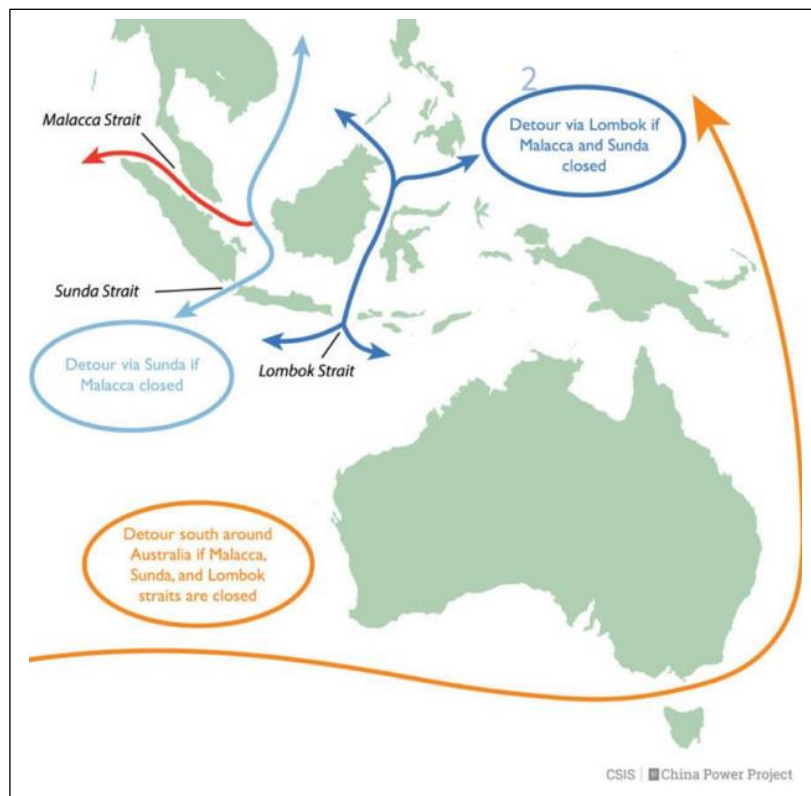 2
Malacca Strait
Detour via Lombok if
Malacca and Sunda
closed
Sunda Strait
Detour via Sunda if
Malacca closed
Lombok Strait
Detour south around
Australia if Malacca,
Sunda, and Lombok
straits are closed
CSIS | China Power Project